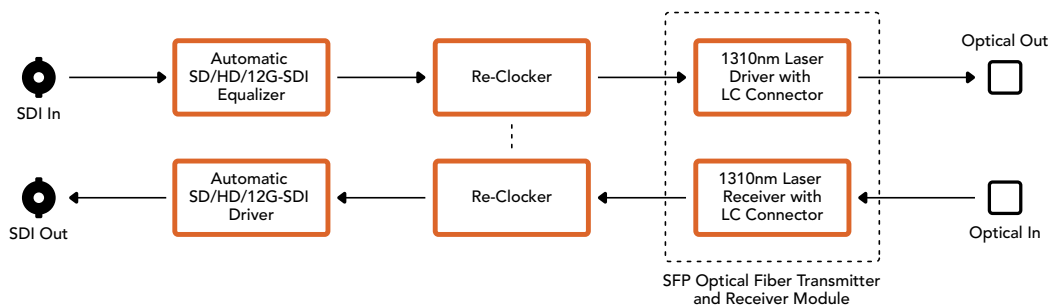 SDI In
Automatic
SD/HD/12G-SDI
Equalizer
Re-Clocker
1310nm Laser
Driver with
LC Connector
Optical Out
SDI Out
Automatic
SD/HD/12G-SDI
Driver
Re-Clocker
1310nm Laser
Receiver with
LC Connector
Optical In
SFP Optical Fiber Transmitter
and Receiver Module